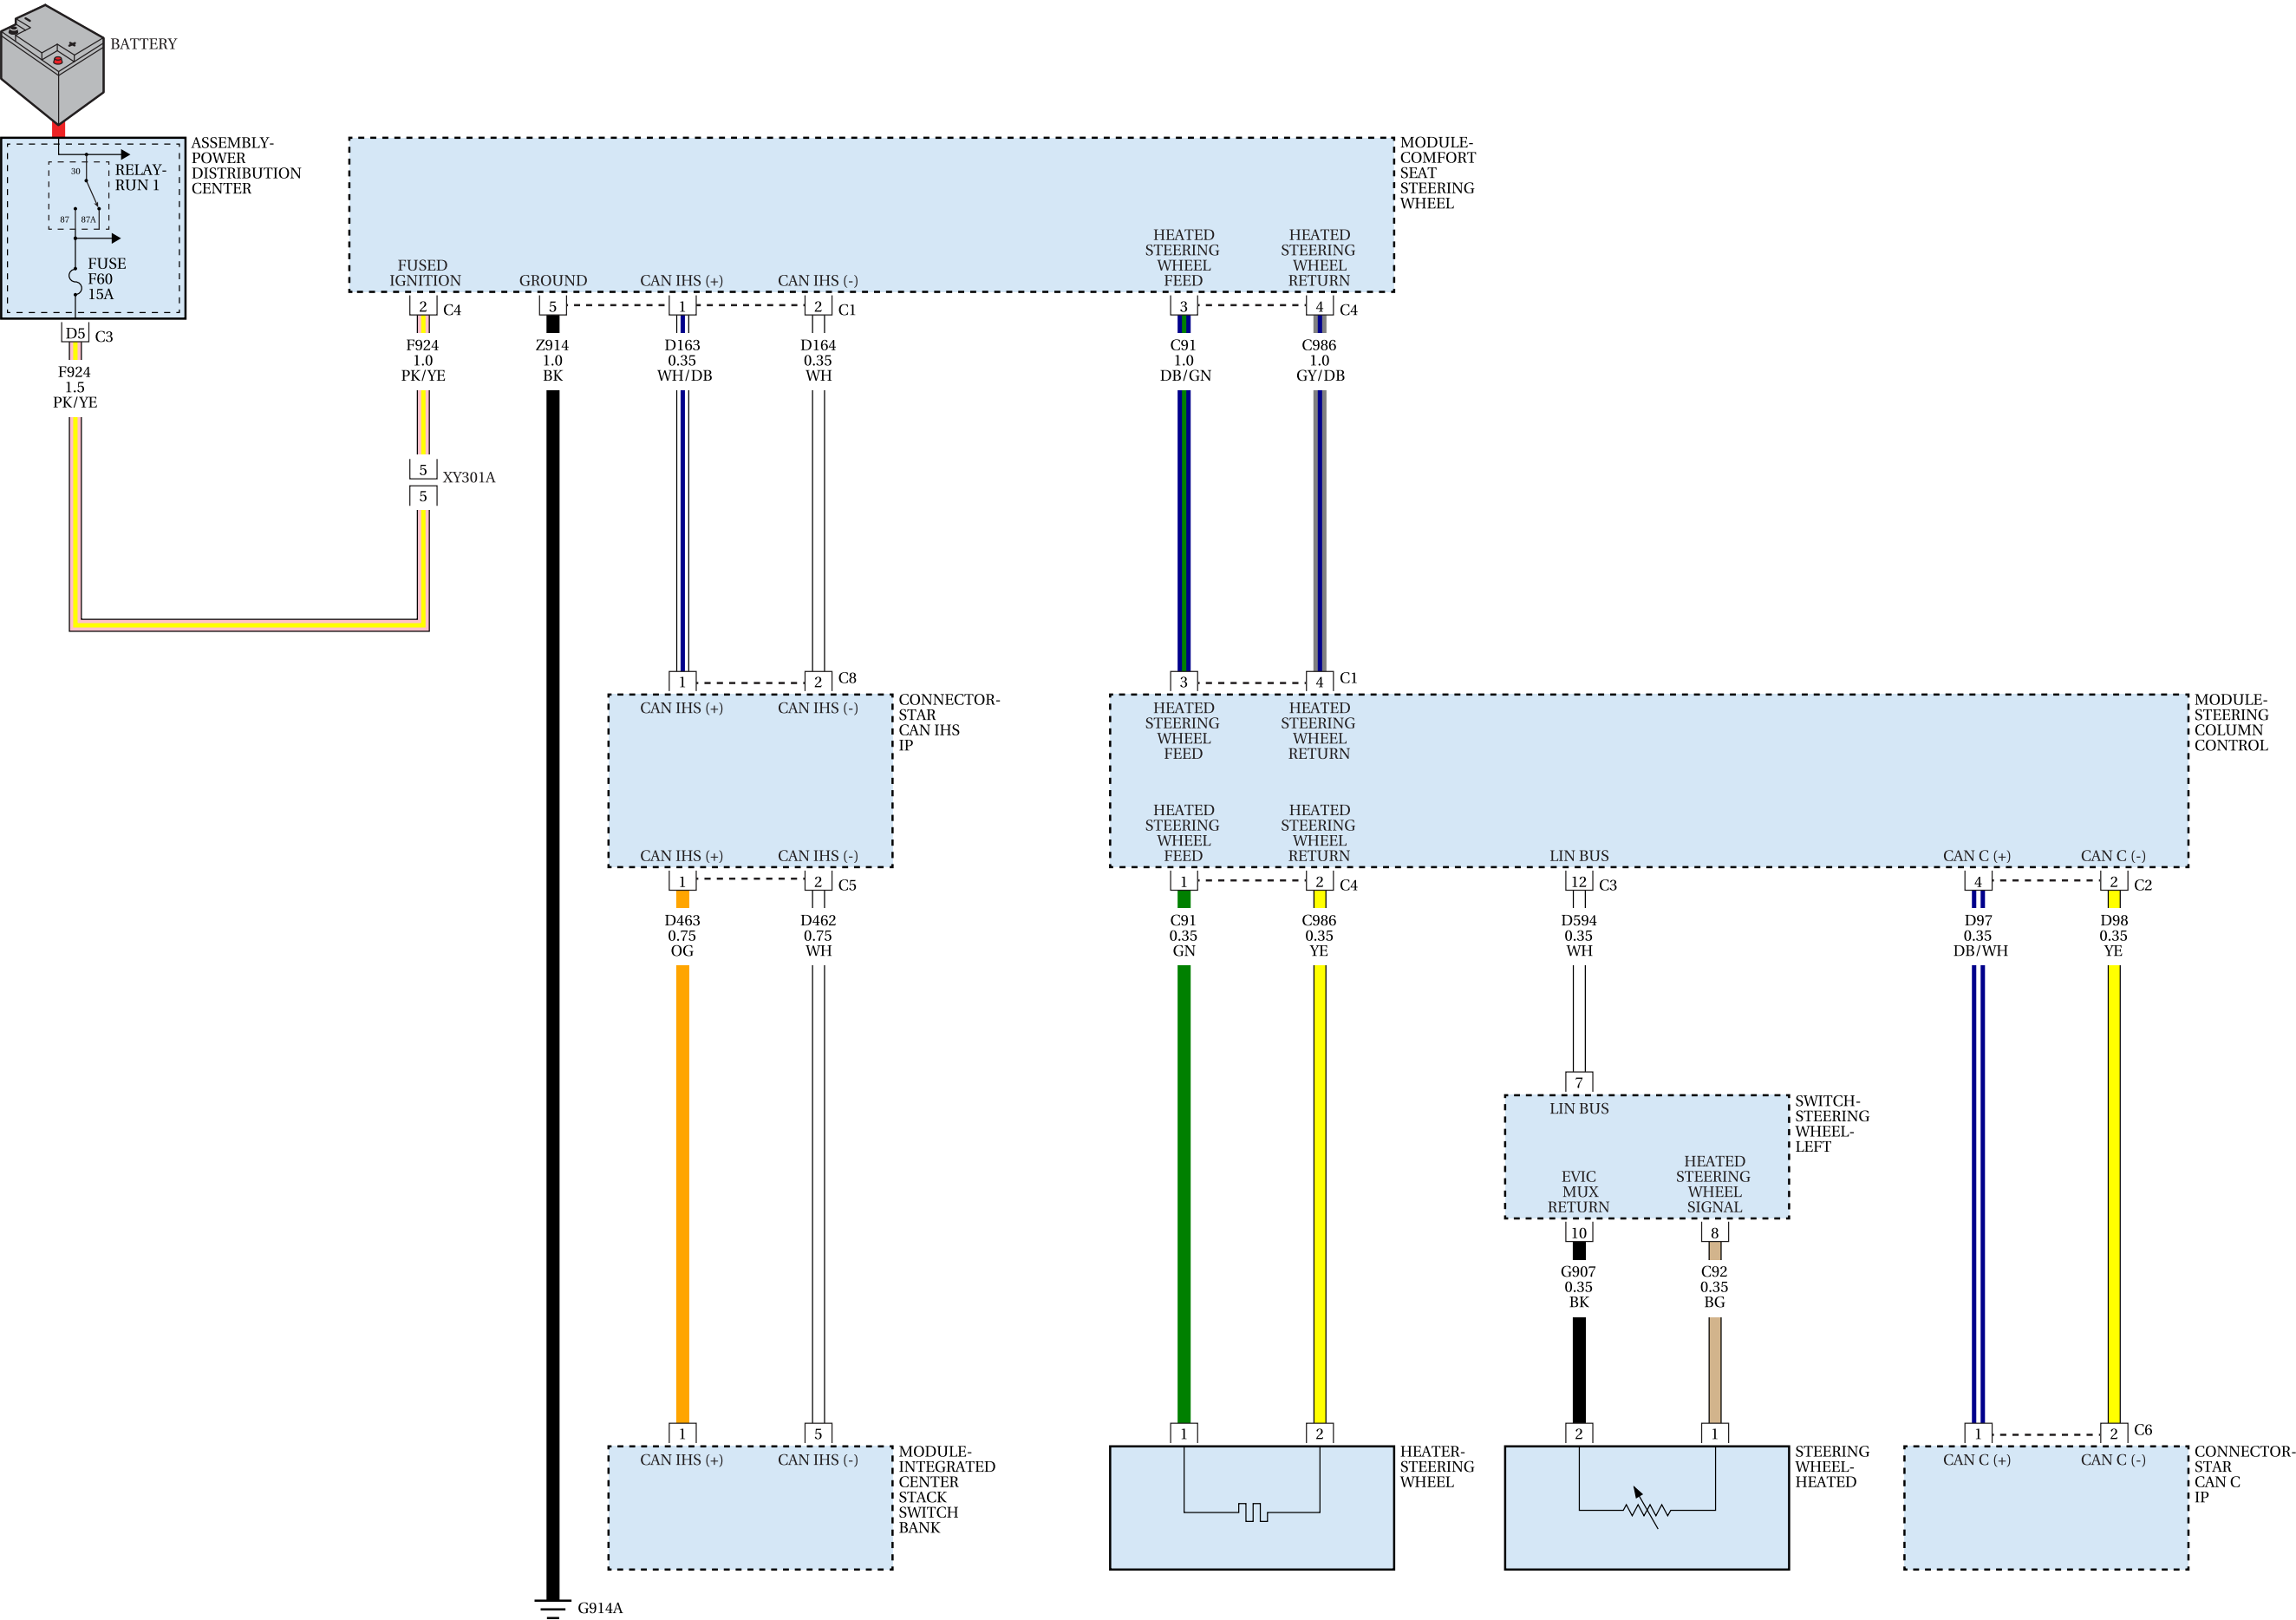 BATTERY
ASSEMBLY-
POWER
DISTRIBUTION
CENTER
RELAY-
RUN 1
30
87
87A
FUSE
F60
15A
D5
C3
F924
1.5
PK/YE
MODULE-
COMFORT
SEAT
STEERING
WHEEL
FUSED
IGNITION
GROUND
CAN IHS (+)
CAN IHS (-)
HEATED
STEERING
WHEEL
FEED
HEATED
STEERING
WHEEL
RETURN
2
C4
5
1
2
C1
3
4
C4
F924
1.0
PK/YE
Z914
1.0
BK
D163
0.35
WH/DB
D164
0.35
WH
C91
1.0
DB/GN
C986
1.0
GY/DB
5
XY301A
5
1
2
C8
CAN IHS (+)
CAN IHS (-)
CONNECTOR-
STAR
CAN IHS
IP
CAN IHS (+)
CAN IHS (-)
1
2
C5
3
4
C1
HEATED
STEERING
WHEEL
FEED
HEATED
STEERING
WHEEL
RETURN
MODULE-
STEERING
COLUMN
CONTROL
HEATED
STEERING
WHEEL
FEED
HEATED
STEERING
WHEEL
RETURN
LIN BUS
CAN C (+)
CAN C (-)
1
2
C4
12
C3
4
2
C2
D463
0.75
OG
D462
0.75
WH
C91
0.35
GN
C986
0.35
YE
D594
0.35
WH
D97
0.35
DB/WH
D98
0.35
YE
7
LIN BUS
SWITCH-
STEERING
WHEEL-
LEFT
EVIC
MUX
RETURN
HEATED
STEERING
WHEEL
SIGNAL
10
8
G907
0.35
BK
C92
0.35
BG
1
5
CAN IHS (+)
CAN IHS (-)
MODULE-
INTEGRATED
CENTER
STACK
SWITCH
BANK
1
2
HEATER-
STEERING
WHEEL
2
1
STEERING
WHEEL-
HEATED
1
2
C6
CAN C (+)
CAN C (-)
CONNECTOR-
STAR
CAN C
IP
G914A